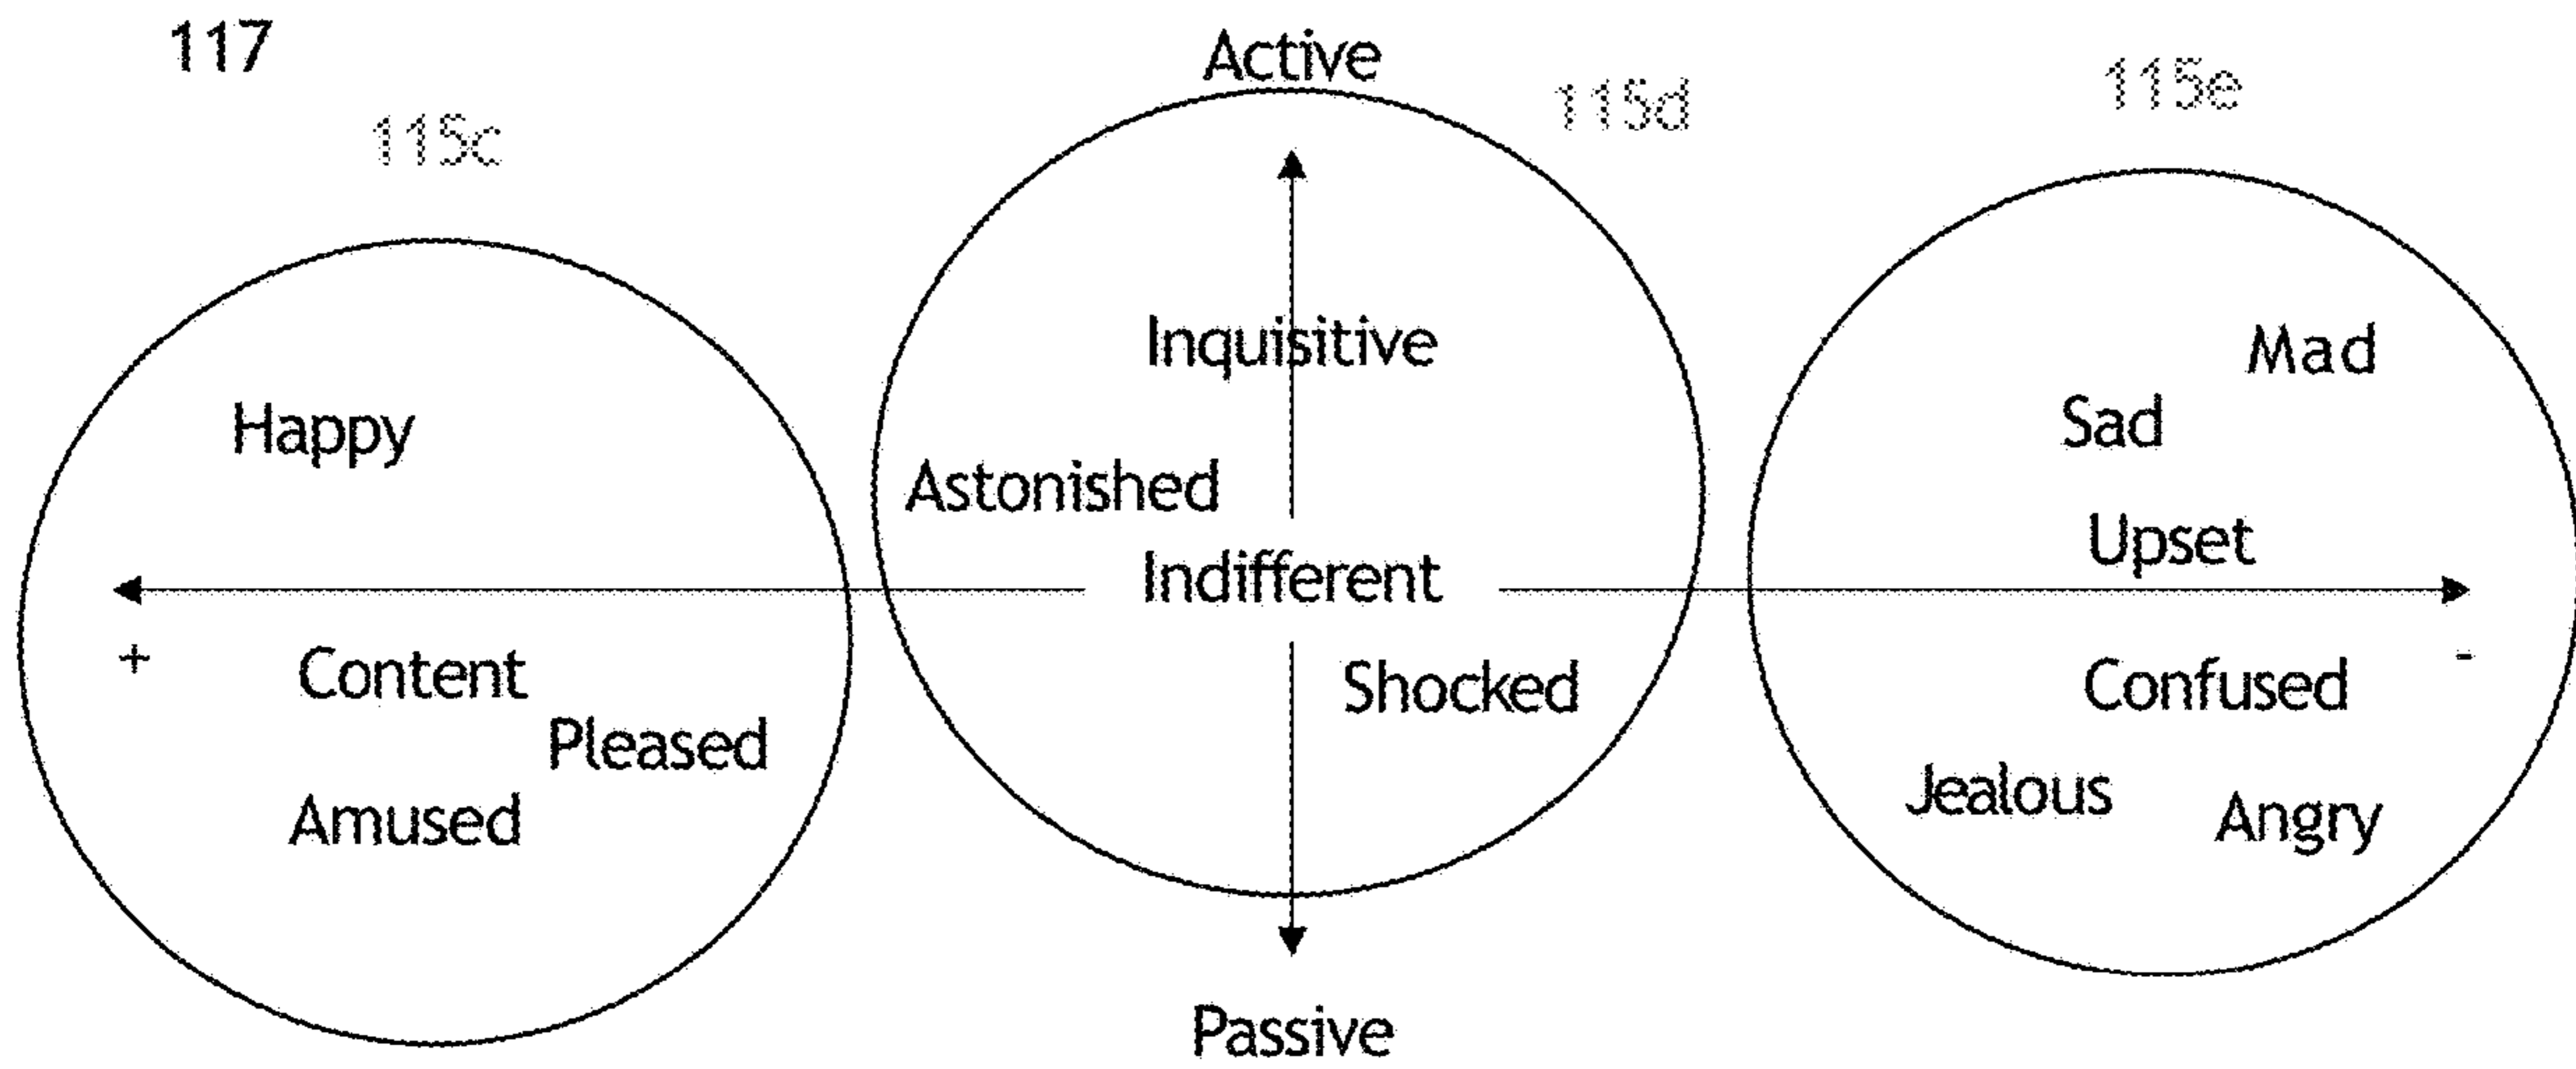 117
Active
115c
115d
115e
Happy
Inquisitive
Astonished
Indifferent
Mad
Sad
Upset
+
-
Content
Pleased
Amused
Shocked
Confused
Jealous
Angry
Passive